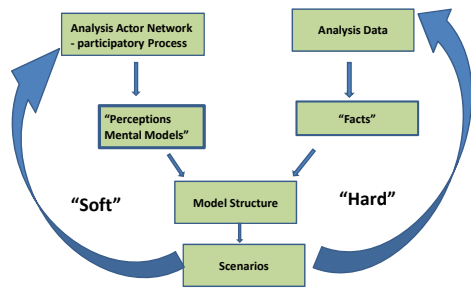 Analysis Actor Network
- participatory Process
Analysis Data
“Perceptions
Mental Models”
“Facts”
“Soft”
Model Structure
“Hard”
Scenarios